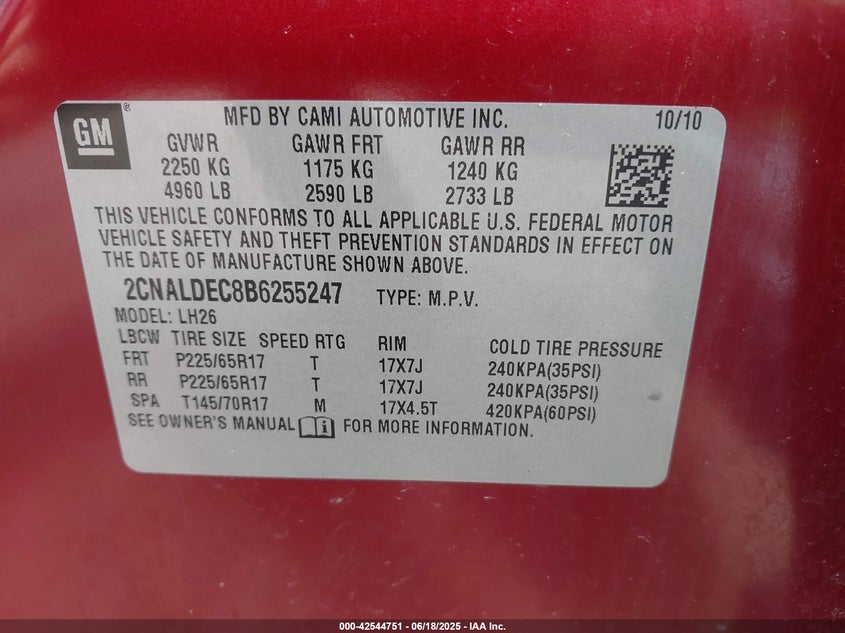 GM ® MFD BY CAMI AUTOMOTIVE INC. 10/10
GVWR GAWR FRT GAWR RR
2250 KG 1175 KG 1240 KG
4960 LB 2590 LB 2733 LB
THIS VEHICLE CONFORMS TO ALL APPLICABLE U.S. FEDERAL MOTOR
VEHICLE SAFETY AND THEFT PREVENTION STANDARDS IN EFFECT ON
THE DATE OF MANUFACTURE SHOWN ABOVE.
2CNALDEC8B6255247 TYPE: M.P.V.
MODEL: LH26
LBCW TIRE SIZE SPEED RTG RIM COLD TIRE PRESSURE
FRT P225/65R17 T 17X7J 240KPA(35PSI)
RR P225/65R17 T 17X7J 240KPA(35PSI)
SPA T145/70R17 M 17X4.5T 420KPA(60PSI)
SEE OWNER'S MANUAL FOR MORE INFORMATION.
000-42544751 - 06/18/2025 - IAA Inc.